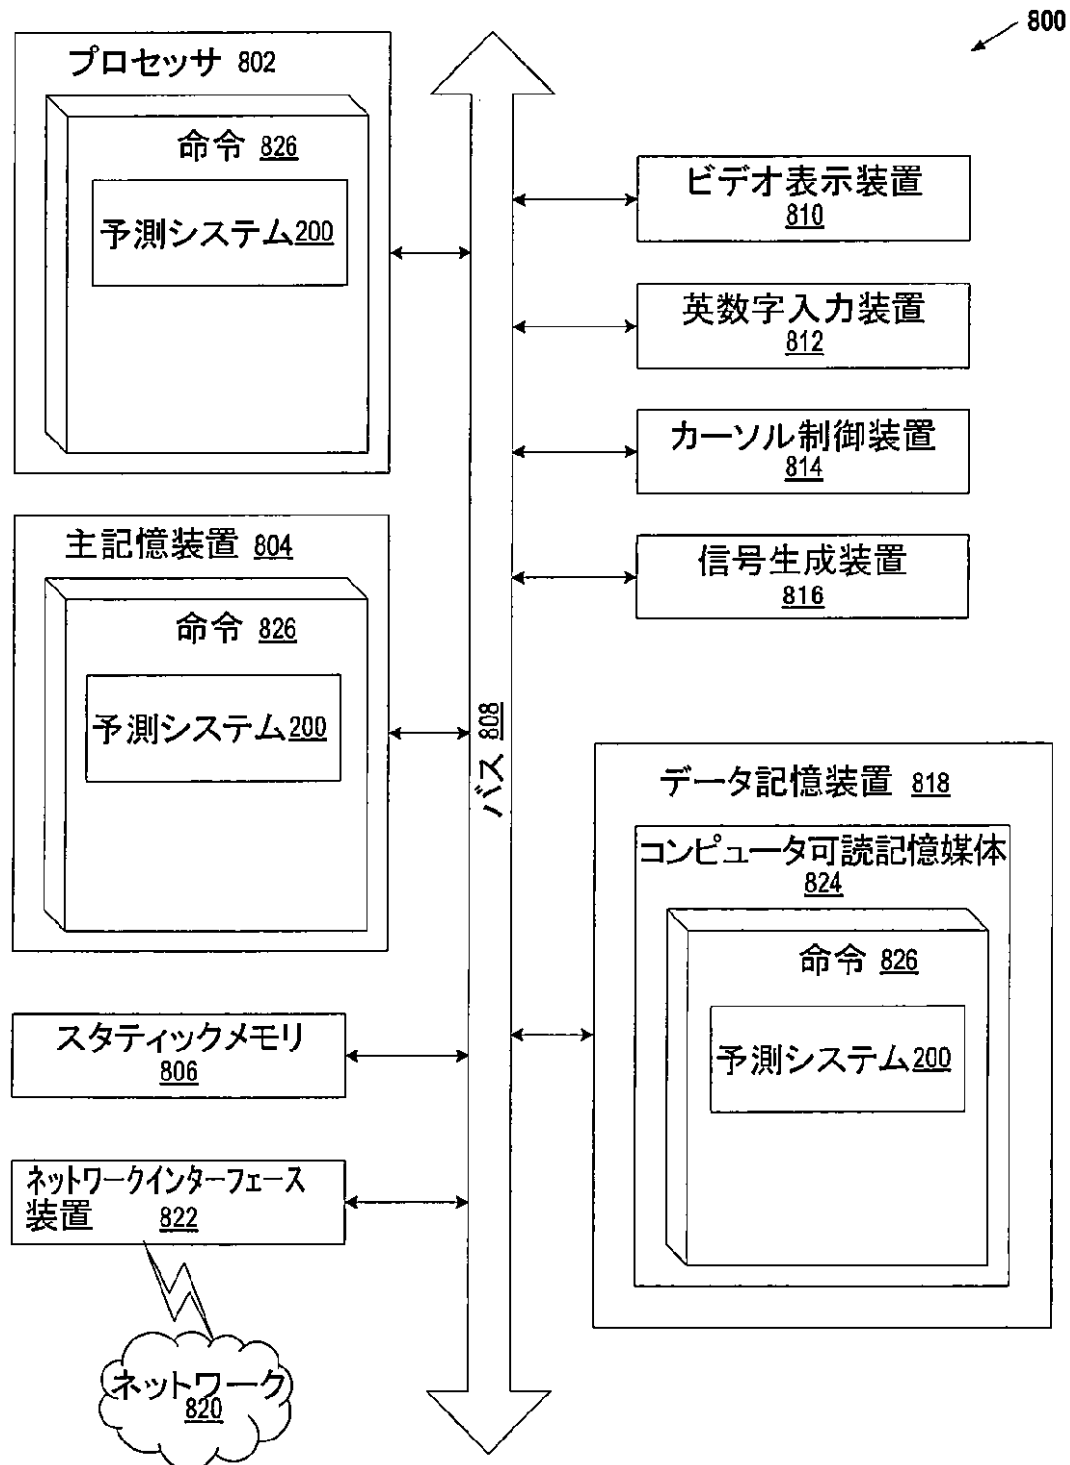 800
プロセッサ 802
命令 826
予測システム200
主記憶装置 804
命令 826
予測システム200
スタティックメモリ
806
ネットワークインターフェース
装置 822
ネットワーク
820
バス 808
ビデオ表示装置
810
英数字入力装置
812
カーソル制御装置
814
信号生成装置
816
データ記憶装置 818
コンピュータ可読記憶媒体
824
命令 826
予測システム200